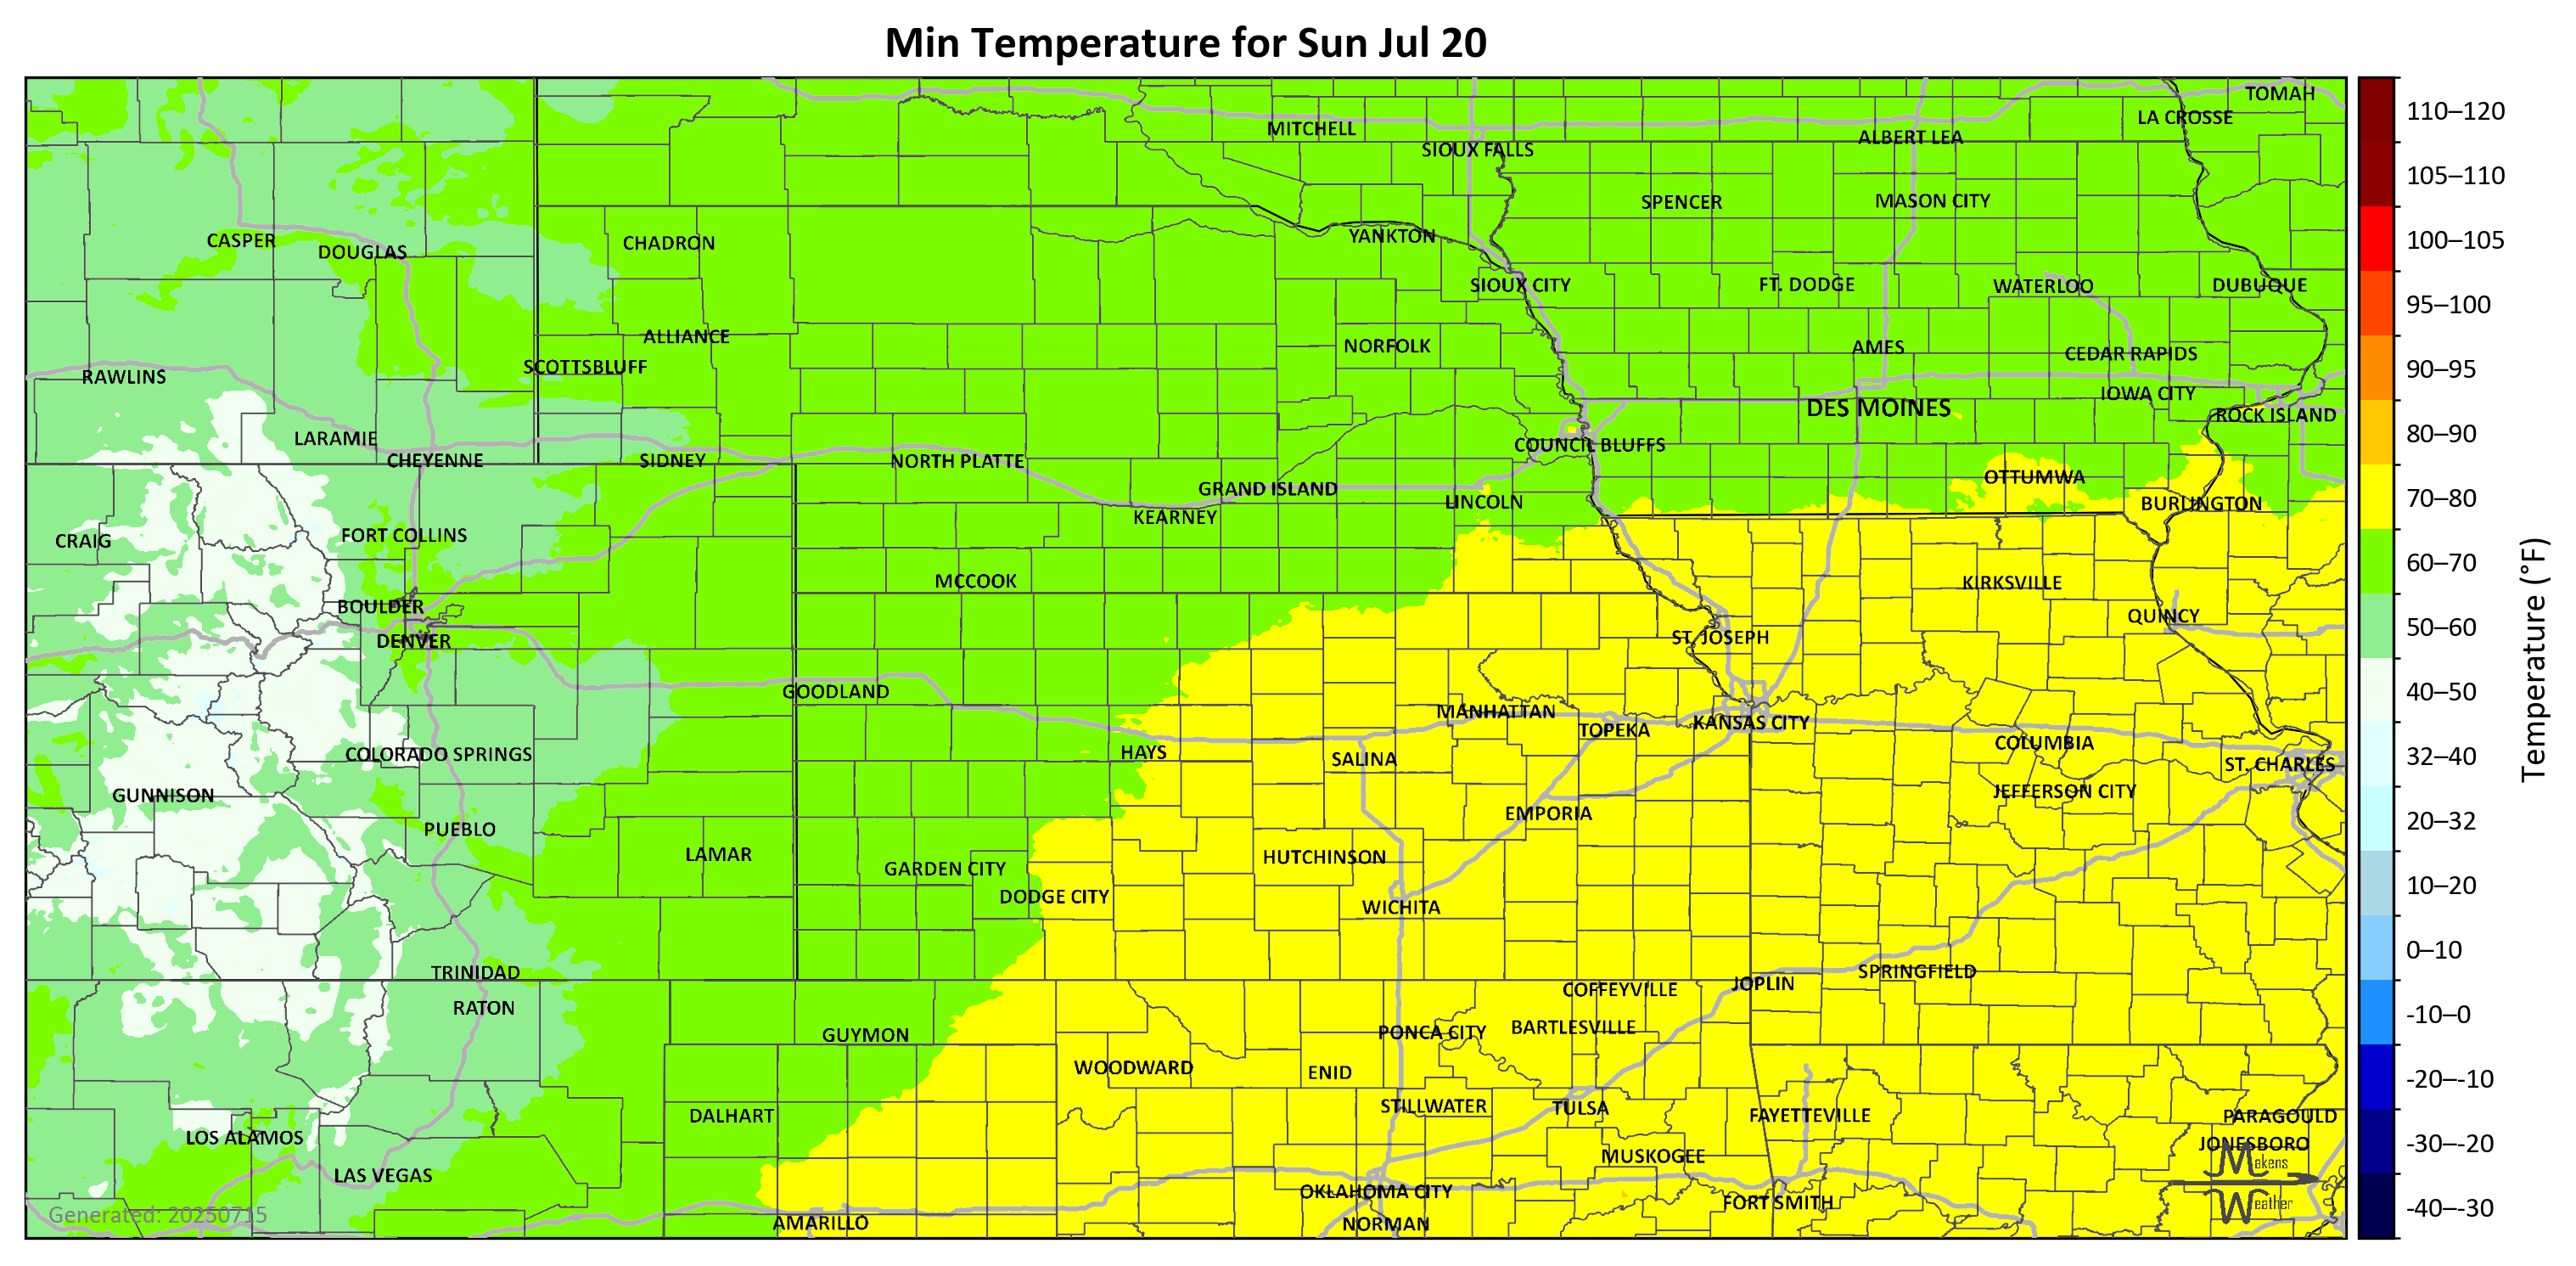 Min Temperature for Sun Jul 20
TOMAH
LA CROSSE
MITCHELL
ALBERT LEA
SIOUX FALLS
SPENCER
MASON CITY
YANKTON
CASPER
DOUGLAS
CHADRON
SIOUX CITY
FT. DODGE
WATERLOO
DUBUQUE
ALLIANCE
NORFOLK
AMES
CEDAR RAPIDS
SCOTTSBLUFF
RAWLINS
IOWA CITY
DES MOINES
ROCK ISLAND
LARAMIE
COUNCIL BLUFFS
CHEYENNE
SIDNEY
NORTH PLATTE
OTTUMWA
GRAND ISLAND
LINCOLN
BURLINGTON
KEARNEY
FORT COLLINS
CRAIG
MCCOOK
KIRKSVILLE
BOULDER
QUINCY
DENVER
ST. JOSEPH
GOODLAND
MANHATTAN
TOPEKA
KANSAS CITY
COLUMBIA
COLORADO SPRINGS
HAYS
SALINA
ST. CHARLES
GUNNISON
JEFFERSON CITY
EMPORIA
PUEBLO
LAMAR
GARDEN CITY
HUTCHINSON
DODGE CITY
WICHITA
TRINIDAD
SPRINGFIELD
JOPLIN
COFFEYVILLE
RATON
GUYMON
PONCA CITY
BARTLESVILLE
WOODWARD
ENID
STILLWATER
TULSA
DALHART
FAYETTEVILLE
PARAGOULD
LOS ALAMOS
JONESBORO
MUSKOGEE
LAS VEGAS
OKLAHOMA CITY
FORT SMITH
AMARILLO
NORMAN
Makens
Weather
Generated: 20250715
110–120
105–110
100–105
95–100
90–95
80–90
70–80
60–70
50–60
40–50
32–40
20–32
10–20
0–10
-10–0
-20–-10
-30–-20
-40–-30
Temperature (°F)